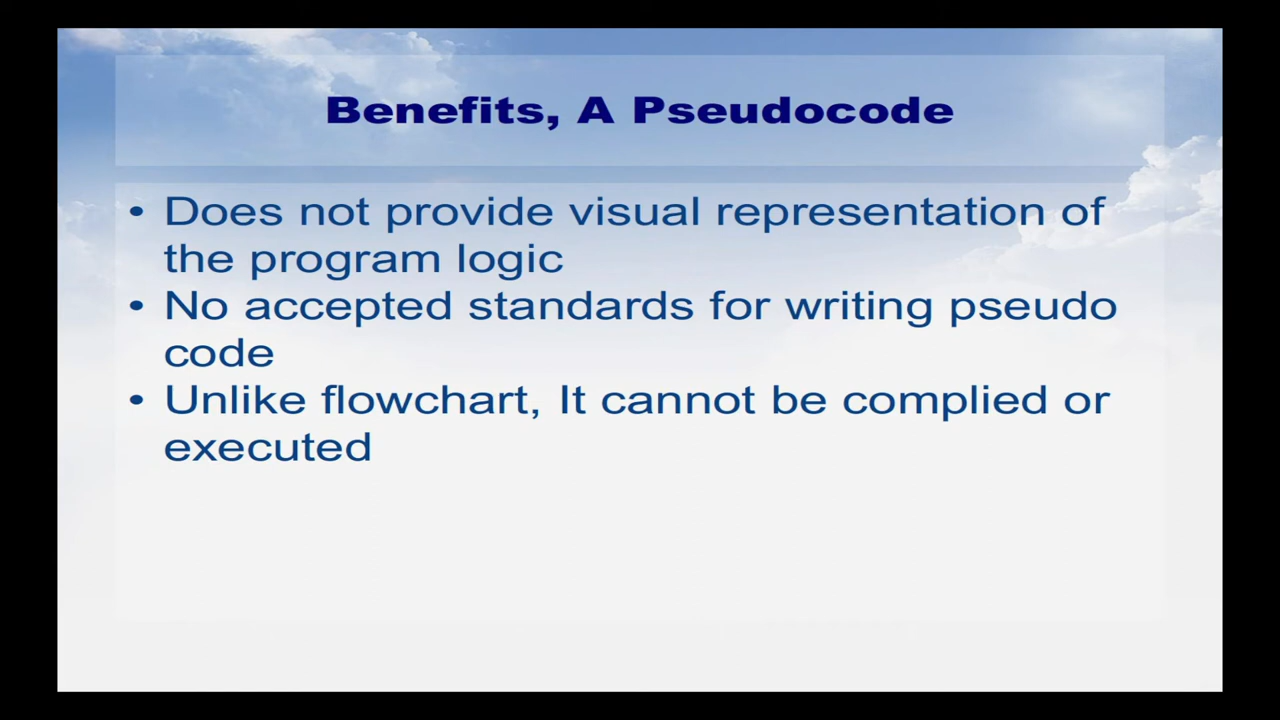 Benefits, A Pseudocode
• Does not provide visual representation of
the program logic
• No accepted standards for writing pseudo
code
• Unlike flowchart, It cannot be complied or
executed